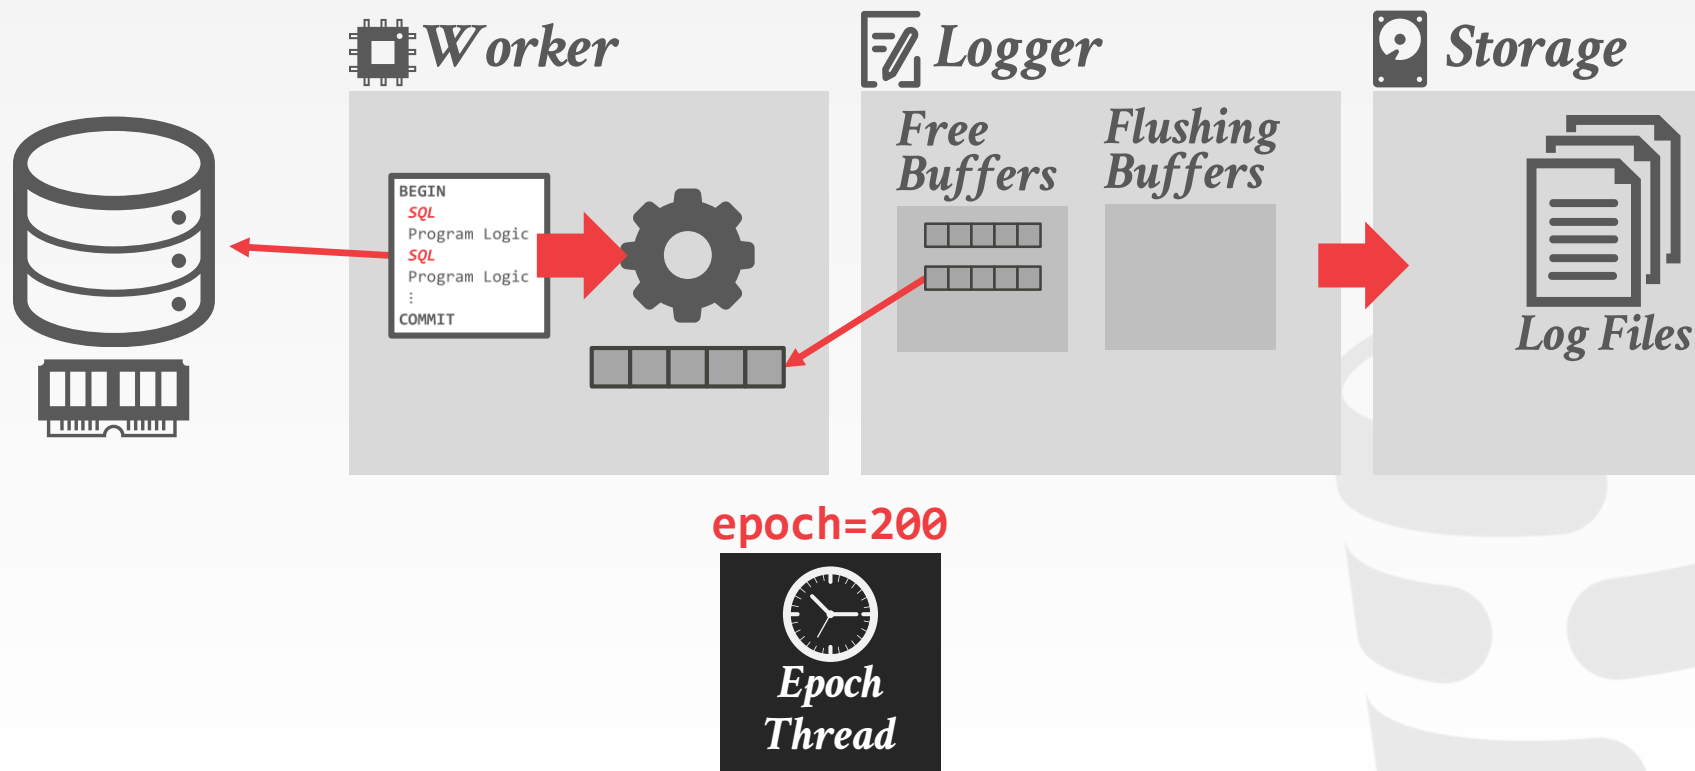 Worker
Logger
Storage
Free
Buffers
Flushing
Buffers
BEGIN
SQL
Program Logic
SQL
Program Logic
⋮
COMMIT
Log Files
epoch=200
Epoch
Thread